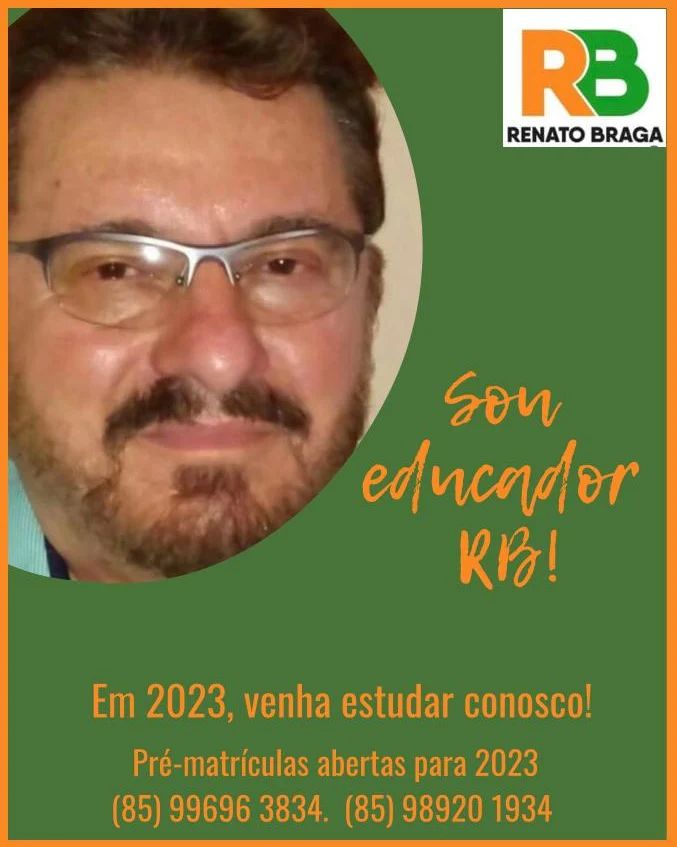 RB
RENATO BRAGA
Sou
educador
RB!
Em 2023, venha estudar conosco!
Pré-matrículas abertas para 2023
(85) 99696 3834. (85) 98920 1934